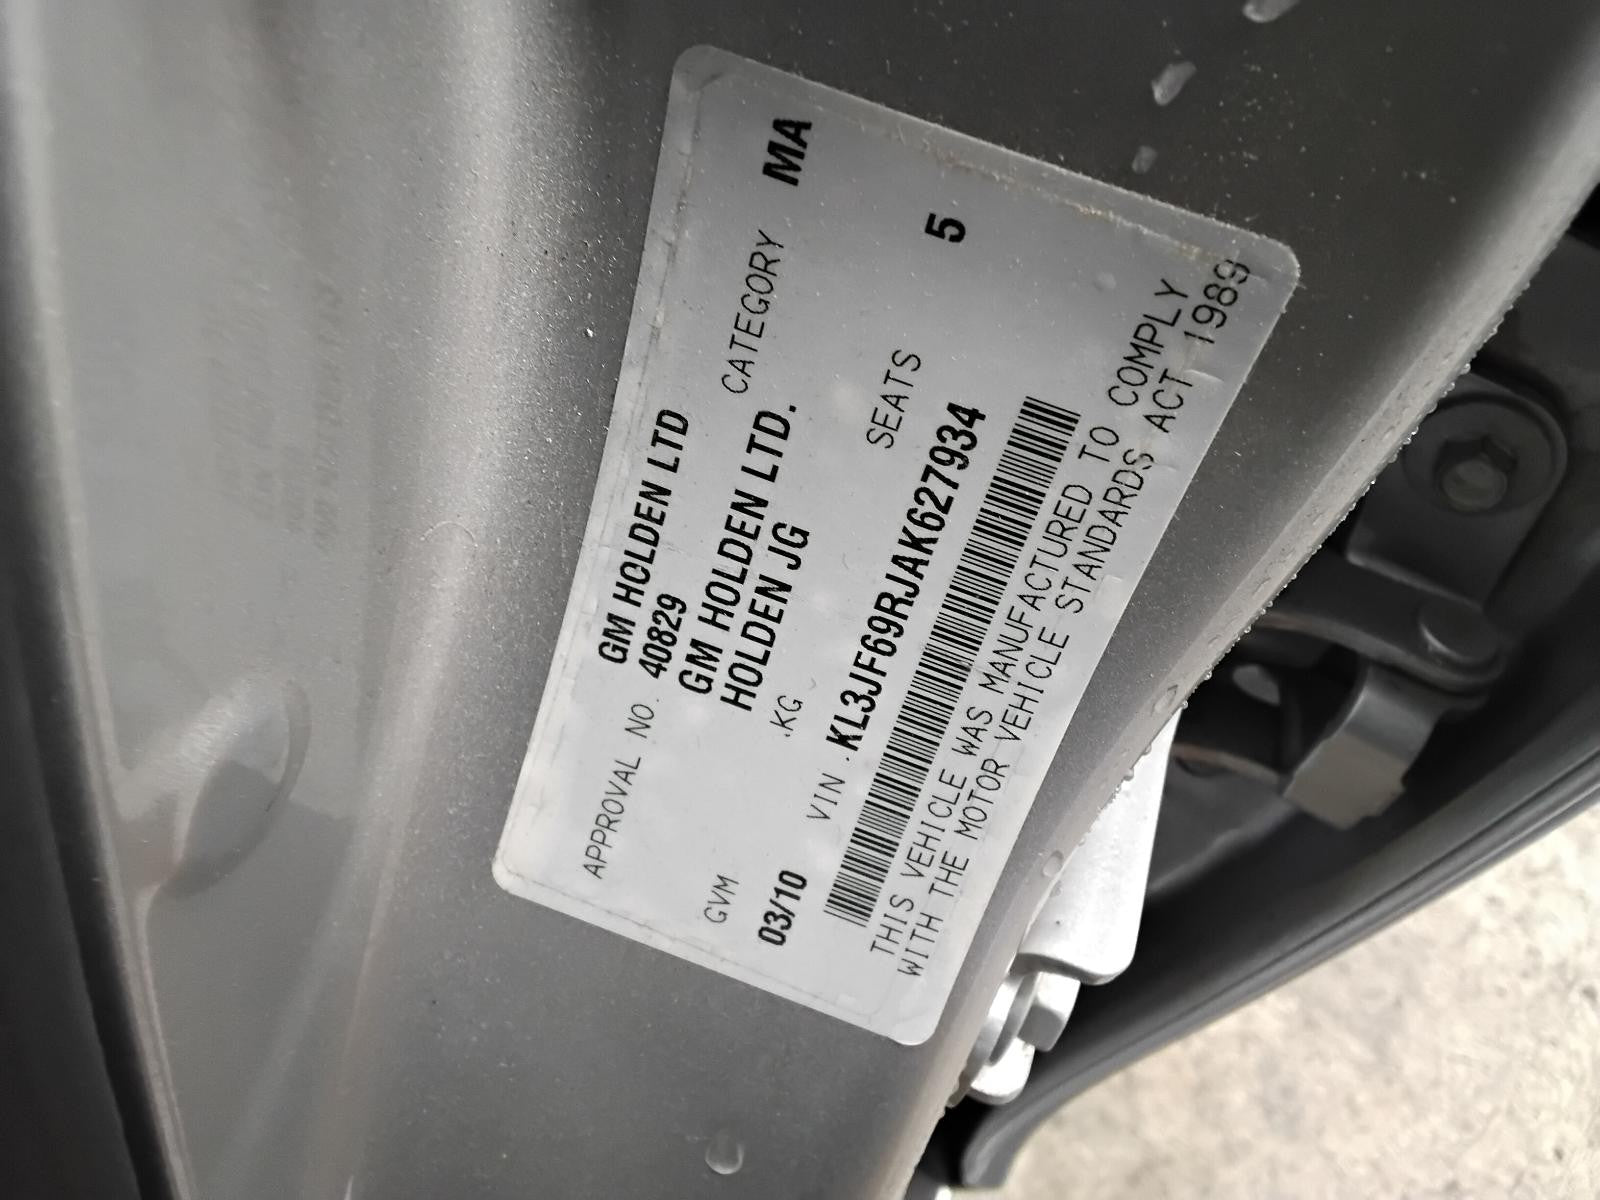 GM HOLDEN LTD
APPROVAL NO. 40829 CATEGORY MA
GM HOLDEN LTD.
HOLDEN JG
GVM .KG SEATS 5
03/10 VIN . KL3JF69RJAK627934
THIS VEHICLE WAS MANUFACTURED TO COMPLY
WITH THE MOTOR VEHICLE STANDARDS ACT 1989